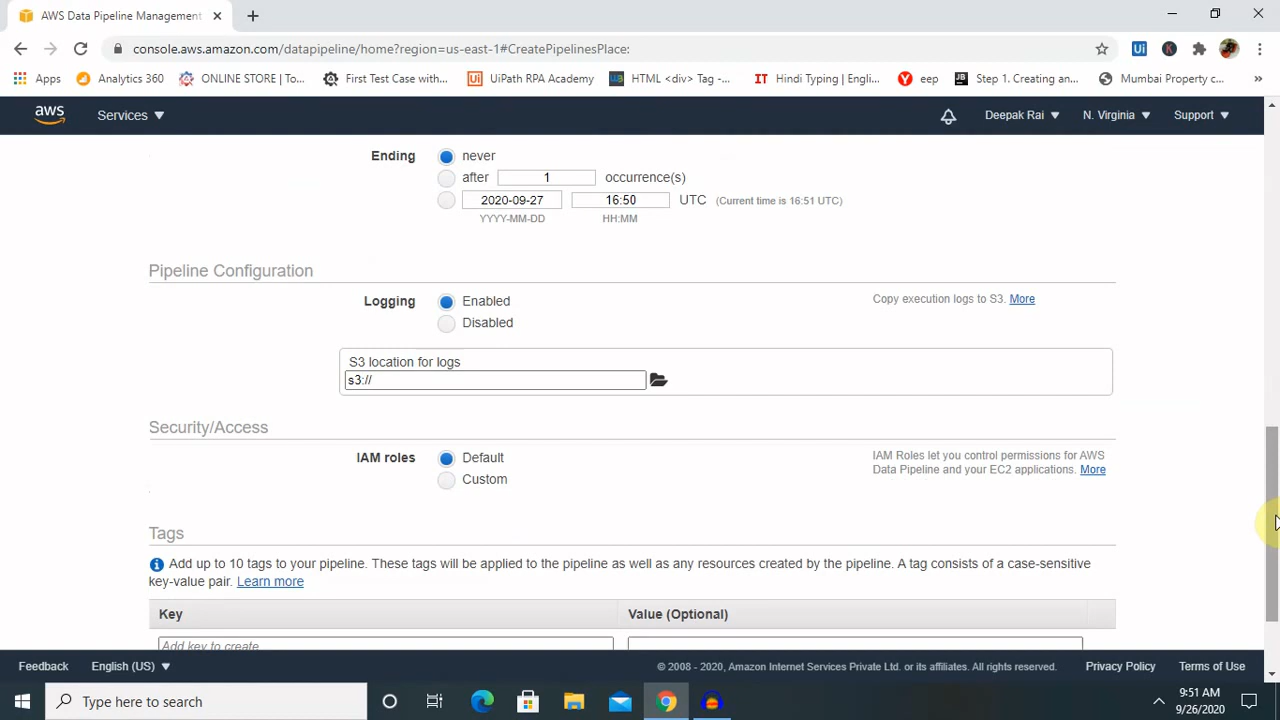 AWS Data Pipeline Management
console.aws.amazon.com/datapipeline/home?region=us-east-1#CreatePipelinesPlace:
Apps Analytics 360 ONLINE STORE | To... First Test Case with... UiPath RPA Academy HTML <div> Tag -... Hindi Typing | Engli... eep Step 1. Creating an... Mumbai Property c... »
aws Services Deepak Rai N. Virginia Support
Ending never
after 1 occurrence(s)
2020-09-27 16:50 UTC (Current time is 16:51 UTC)
YYYY-MM-DD HH:MM
Pipeline Configuration
Logging Enabled Copy execution logs to S3. More
Disabled
S3 location for logs
s3://
Security/Access
IAM roles Default IAM Roles let you control permissions for AWS
Custom Data Pipeline and your EC2 applications. More
Tags
Add up to 10 tags to your pipeline. These tags will be applied to the pipeline as well as any resources created by the pipeline. A tag consists of a case-sensitive
key-value pair. Learn more
Key Value (Optional)
Add key to create
Feedback English (US) © 2008 - 2020, Amazon Internet Services Private Ltd. or its affiliates. All rights reserved. Privacy Policy Terms of Use
Type here to search 9:51 AM
9/26/2020